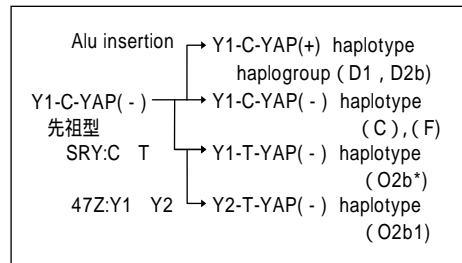 Alu insertion Y1-C-YAP(+) haplotype
haplogroup (D1 , D2b)
Y1-C-YAP( - ) Y1-C-YAP( - ) haplotype
先祖型 (C) , (F)
SRY:C T Y1-T-YAP( - ) haplotype
(O2b*)
47Z:Y1 Y2 Y2-T-YAP( - ) haplotype
(O2b1)